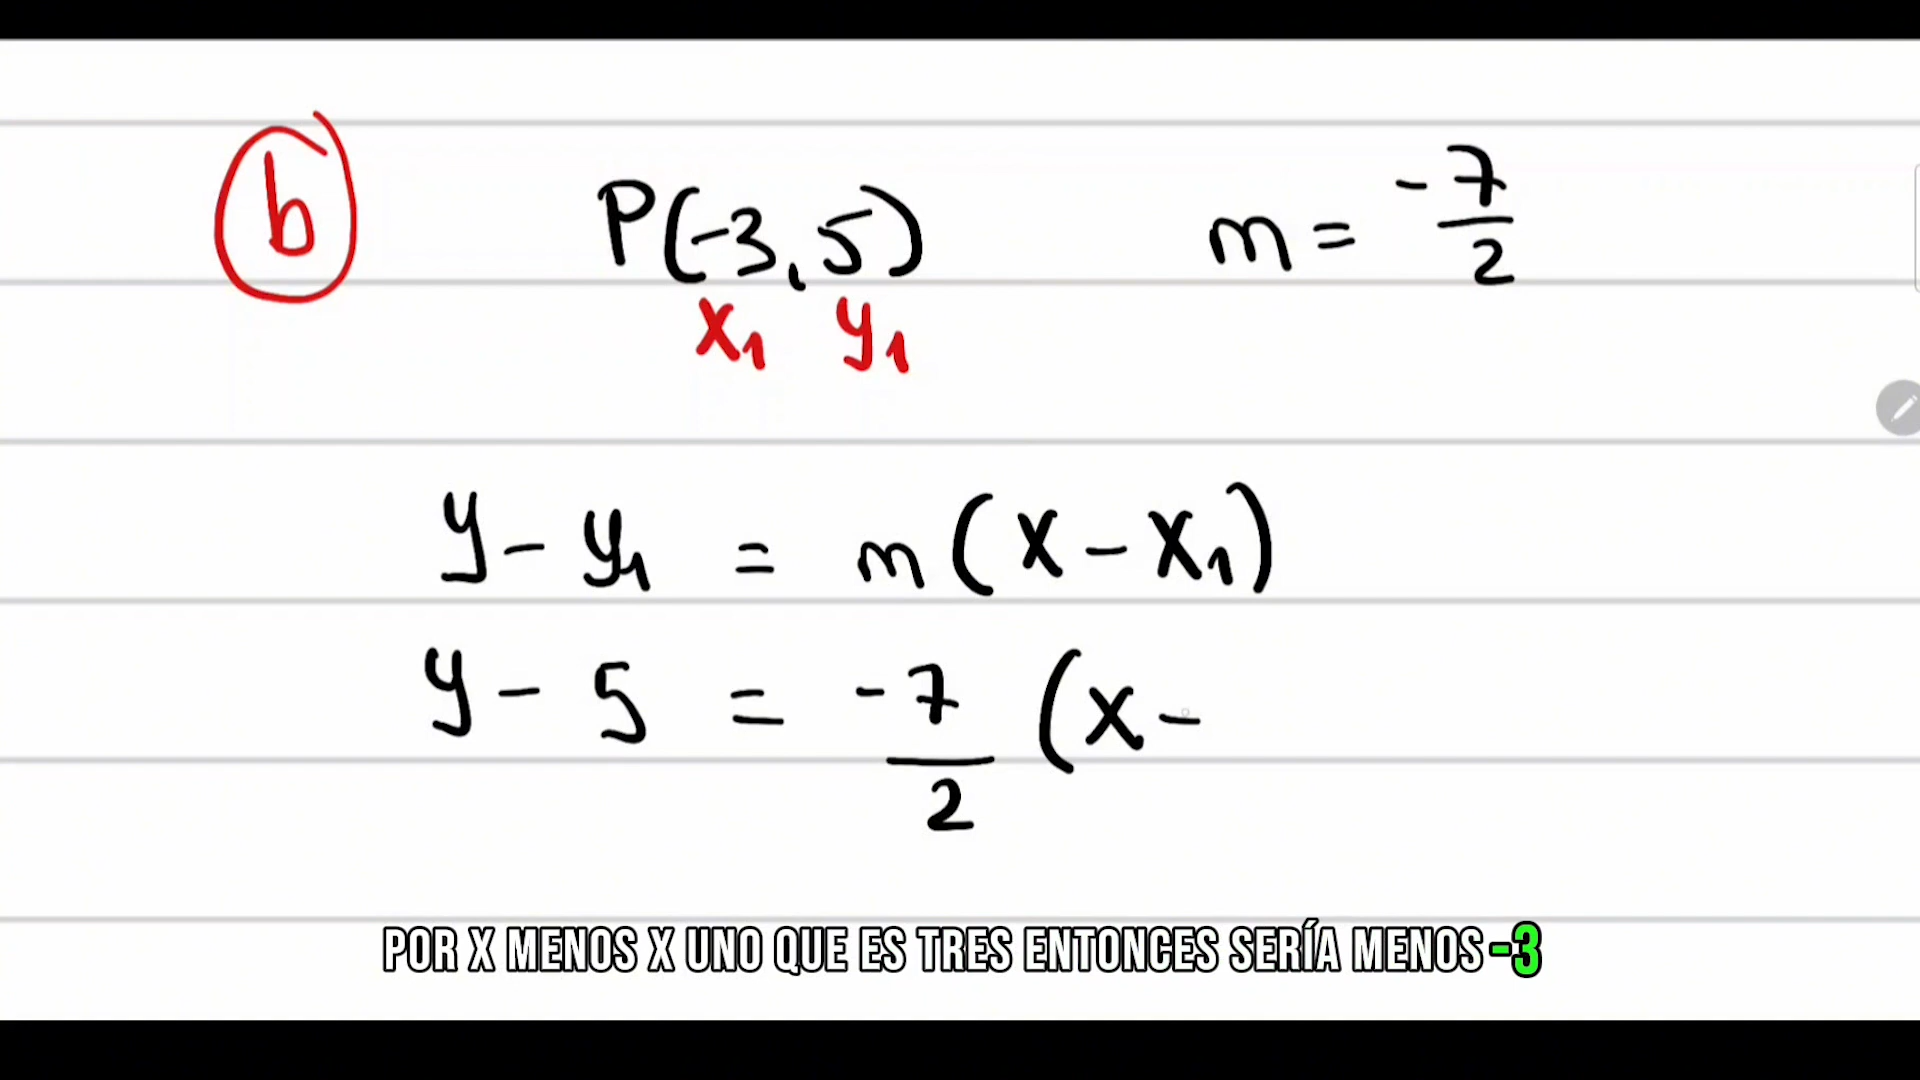 b P(-3, 5) m = -7/2
x₁ y₁
y - y₁ = m(x - x₁)
y - 5 = -7/2 (x -
POR X MENOS X UNO QUE ES TRES ENTONCES SERÍA MENOS -3